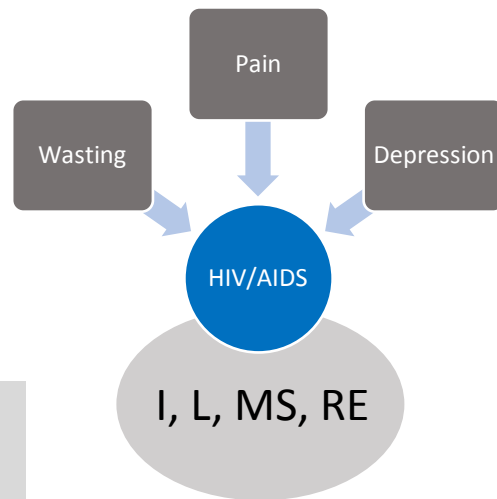 Pain
Wasting
Depression
HIV/AIDS
I, L, MS, RE